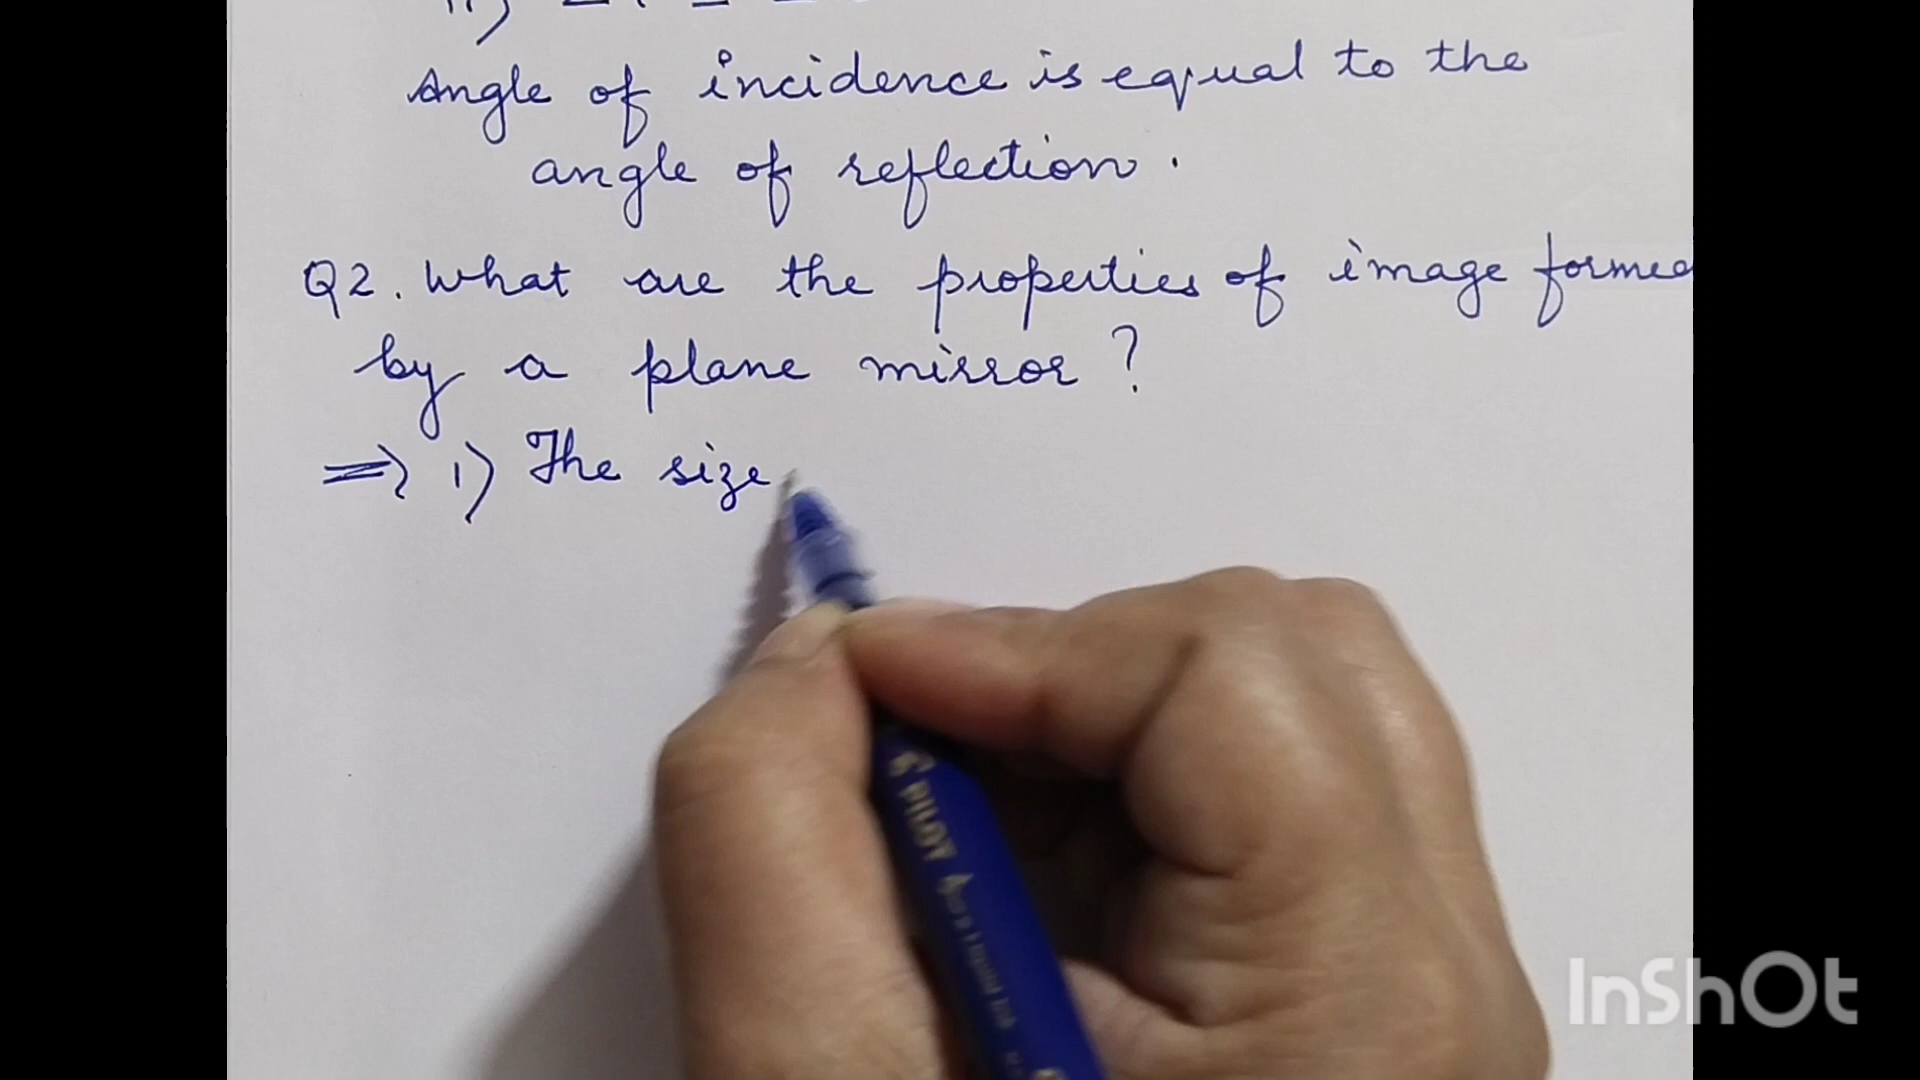 Angle of incidence is equal to the
angle of reflection.
Q2. What are the properties of image formed
by a plane mirror?
⇒ 1) The size
PILOT
InShOt